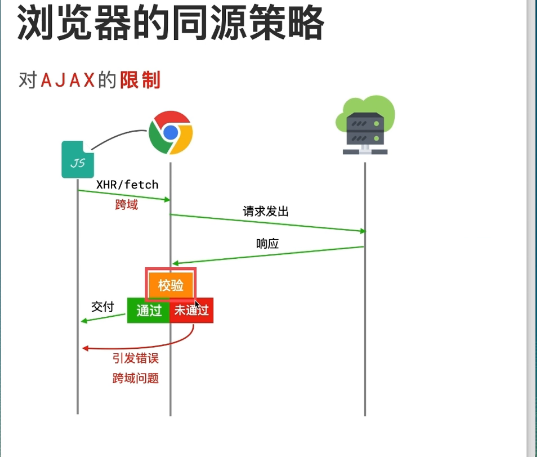 浏览器的同源策略
对AJAX的限制
JS
XHR/fetch
跨域
请求发出
响应
校验
交付
通过
未通过
引发错误
跨域问题